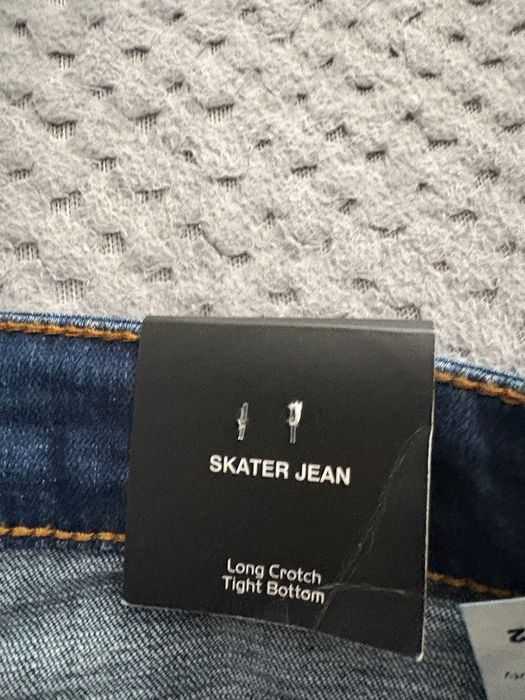 SKATER JEAN
Long Crotch
Tight Bottom